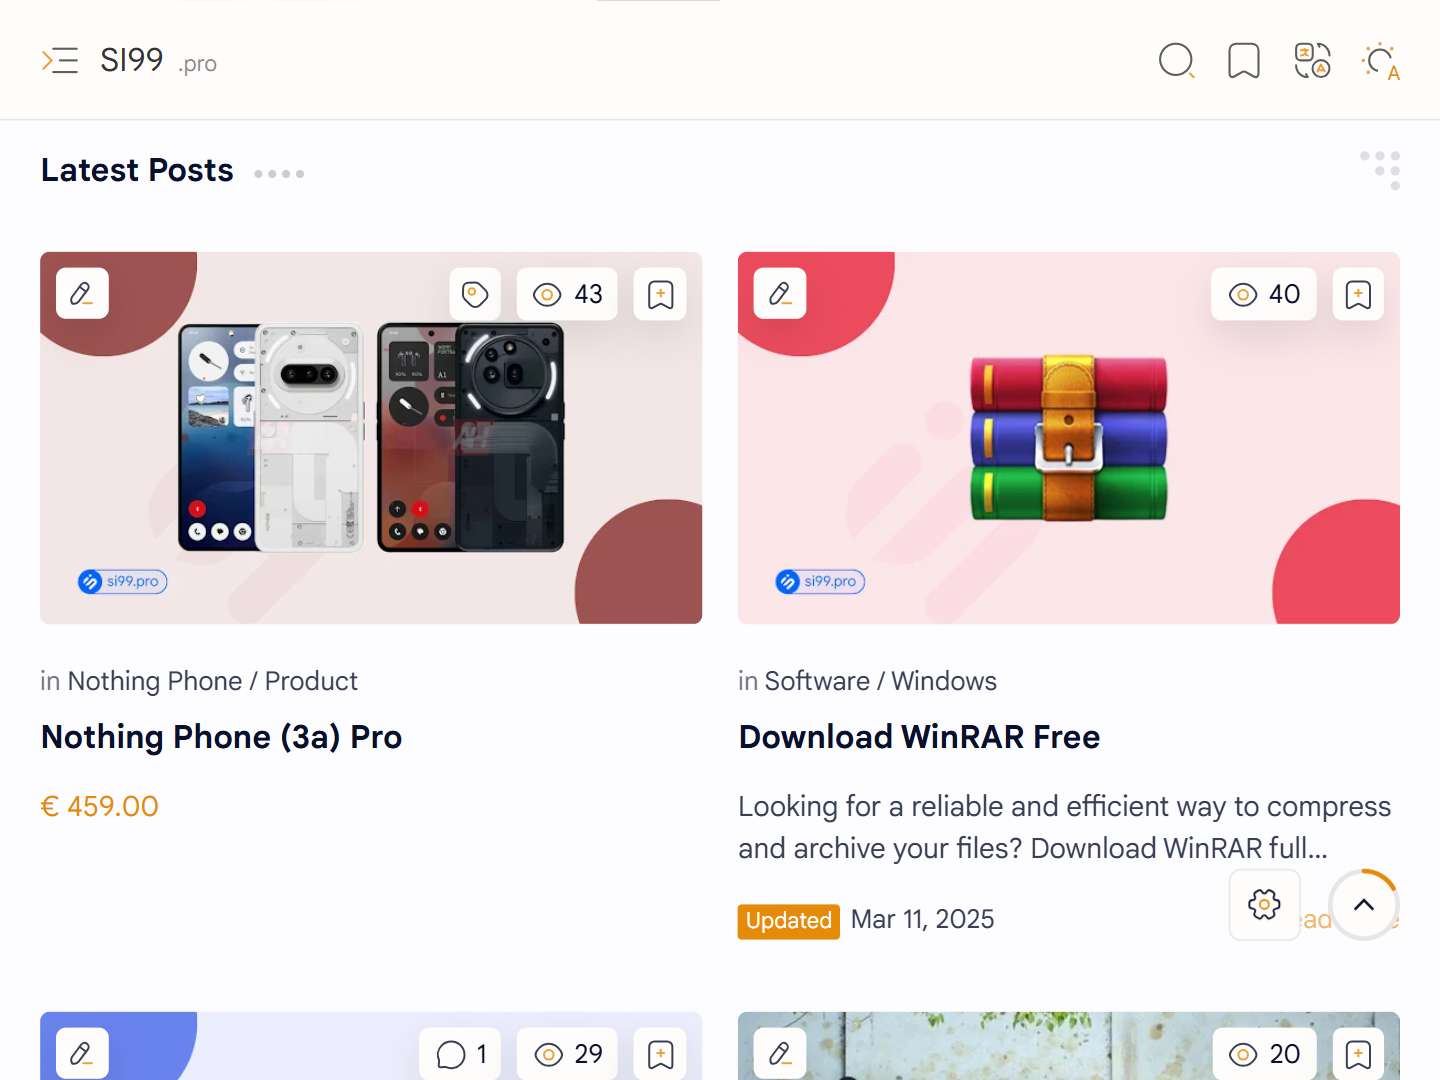 SI99 .pro
Latest Posts
43
si99.pro
in Nothing Phone / Product
Nothing Phone (3a) Pro
€ 459.00
40
si99.pro
in Software / Windows
Download WinRAR Free
Looking for a reliable and efficient way to compress
and archive your files? Download WinRAR full...
Updated Mar 11, 2025
1 29
20